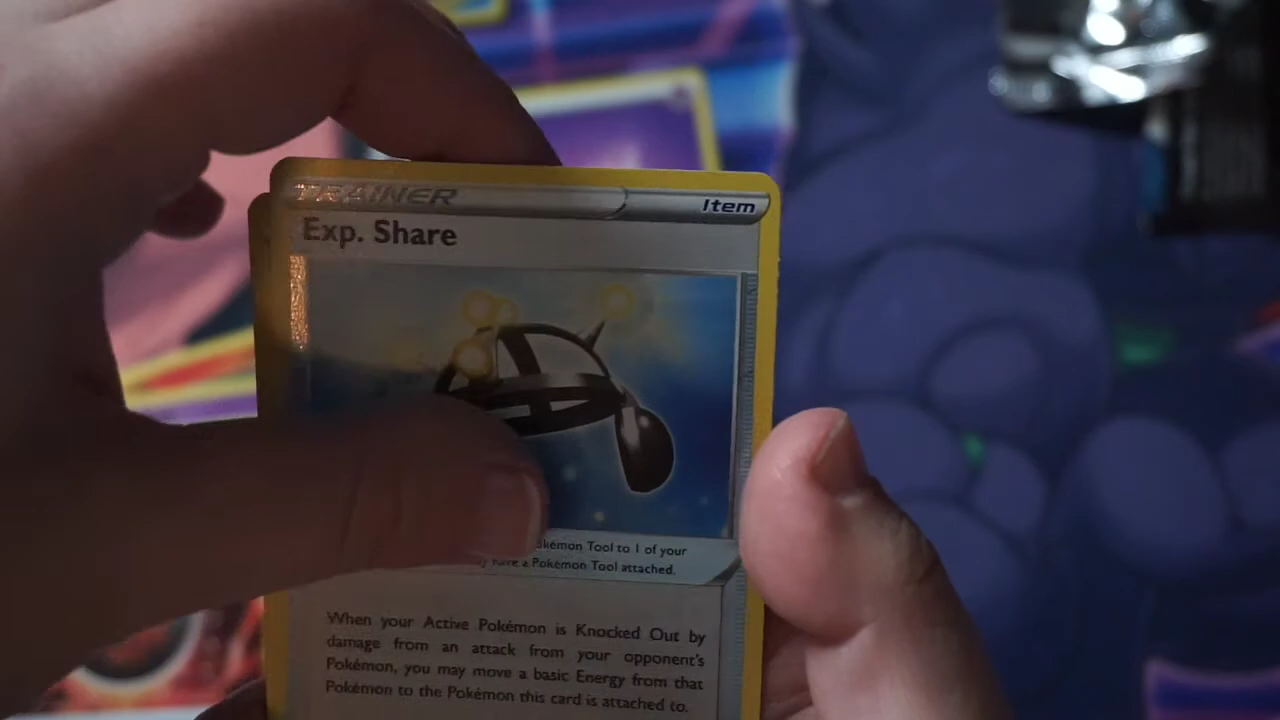 TRAINER
Item
Exp. Share
Pokémon Tool to 1 of your
have a Pokémon Tool attached.
When your Active Pokémon is Knocked Out by
damage from an attack from your opponent's
Pokémon, you may move a basic Energy from that
Pokémon to the Pokémon this card is attached to.